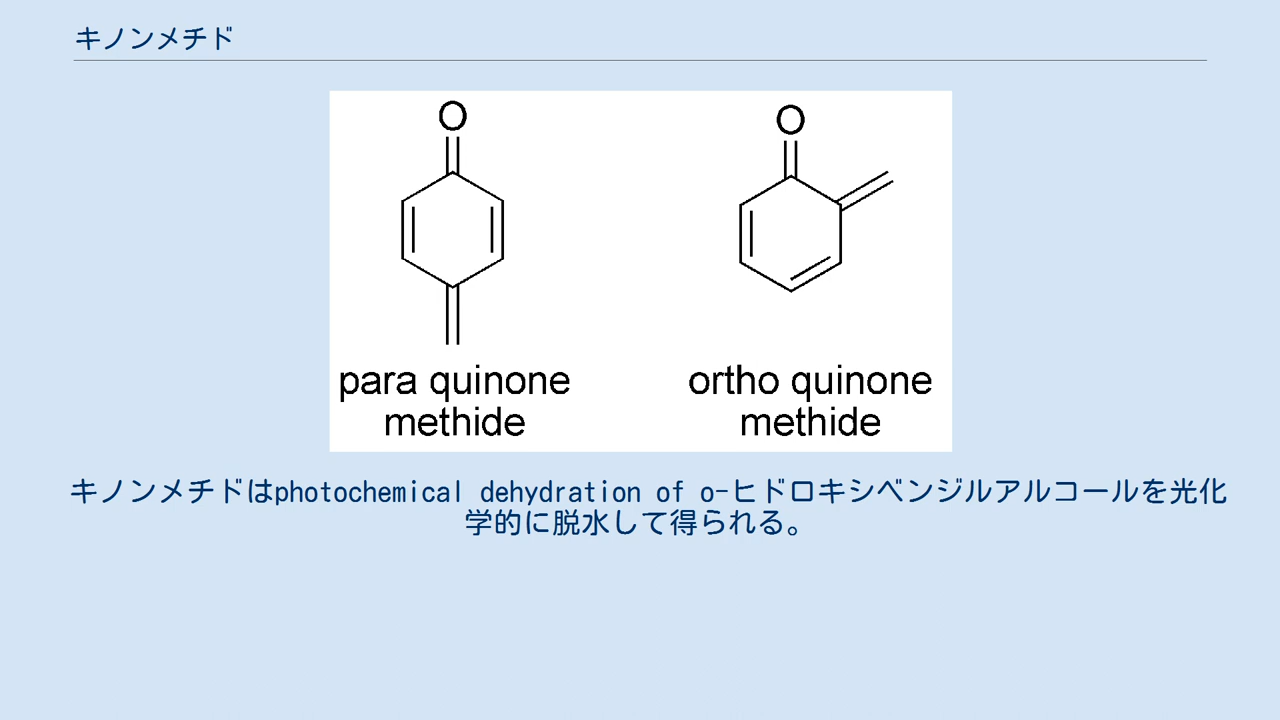 キノンメチド
O
O
para quinone
methide
ortho quinone
methide
キノンメチドはphotochemical dehydration of o-ヒドロキシベンジルアルコールを光化
学的に脱水して得られる。